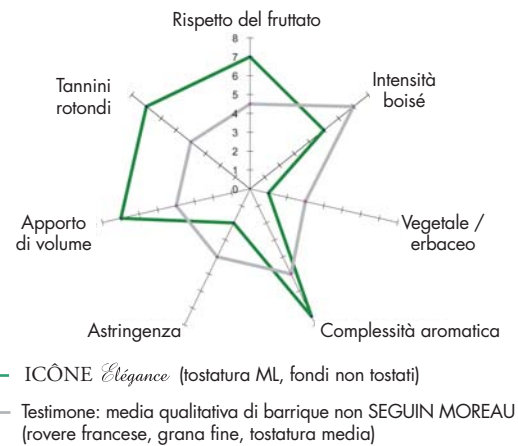 Rispetto del fruttato
8
7
6
5
4
3
2
1
0
Intensità
boisé
Vegetale /
erbaceo
Complessità aromatica
Astringenza
Apporto
di volume
Tannini
rotondi
ICÔNE Élégance (tostatura ML, fondi non tostati)
Testimone: media qualitativa di barrique non SEGUIN MOREAU
(rovere francese, grana fine, tostatura media)